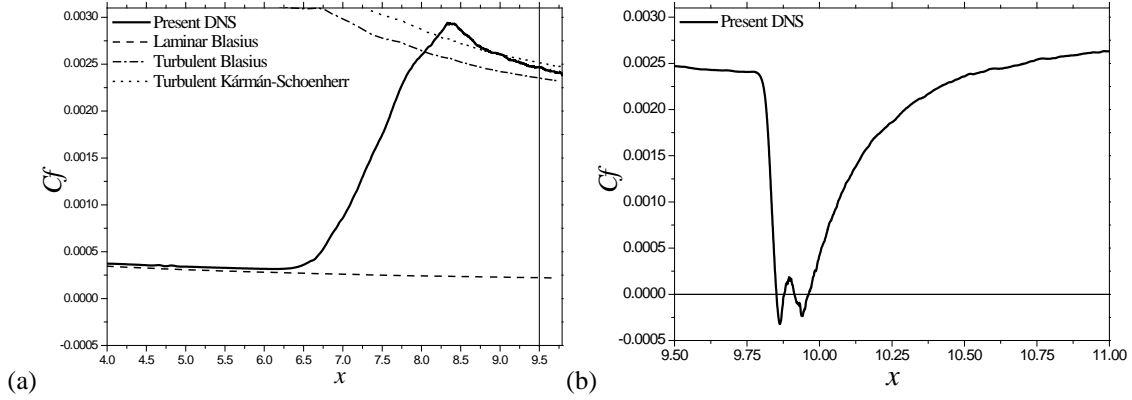 0.0030
0.0025
0.0020
0.0015
0.0010
0.0005
0.0000
-0.0005
Cf
Present DNS
Laminar Blasius
Turbulent Blasius
Turbulent Kármán-Schoenherr
4.0 4.5 5.0 5.5 6.0 6.5 7.0 7.5 8.0 8.5 9.0 9.5
x
(a)
0.0030
0.0025
0.0020
0.0015
0.0010
0.0005
0.0000
-0.0005
Cf
Present DNS
9.50 9.75 10.00 10.25 10.50 10.75 11.00
x
(b)